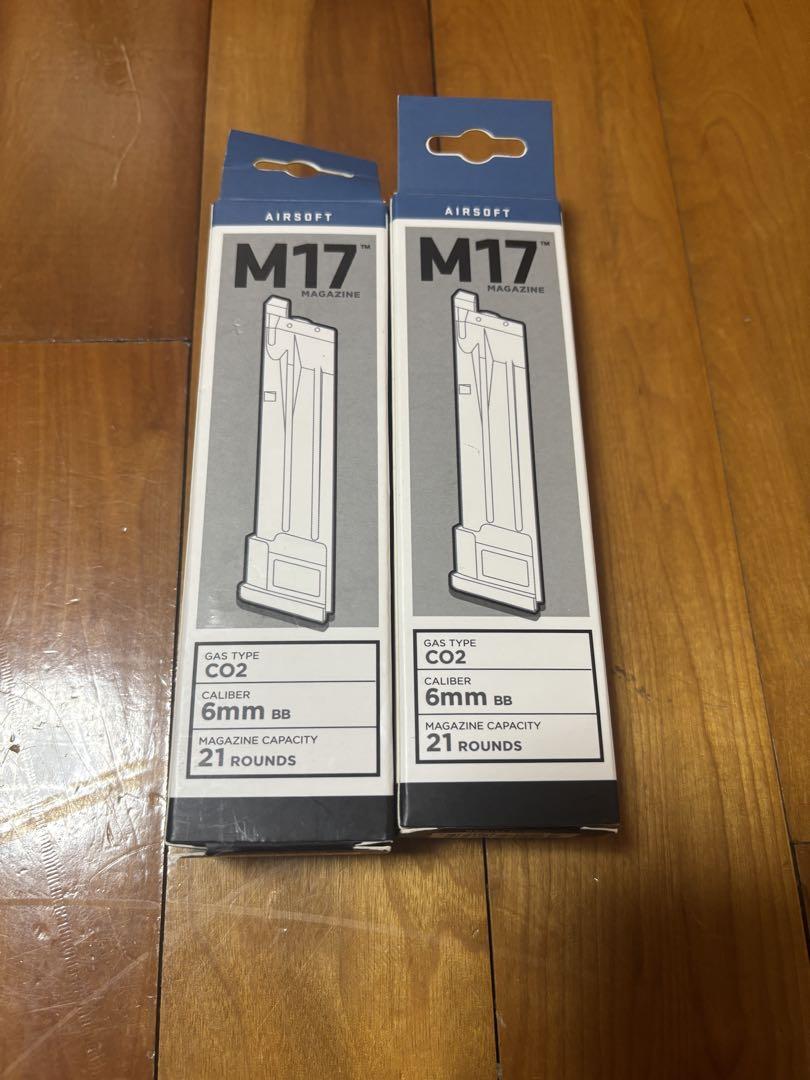 AIRSOFT
M17™
MAGAZINE
GAS TYPE
CO2
CALIBER
6mm BB
MAGAZINE CAPACITY
21 ROUNDS
AIRSOFT
M17™
MAGAZINE
GAS TYPE
CO2
CALIBER
6mm BB
MAGAZINE CAPACITY
21 ROUNDS